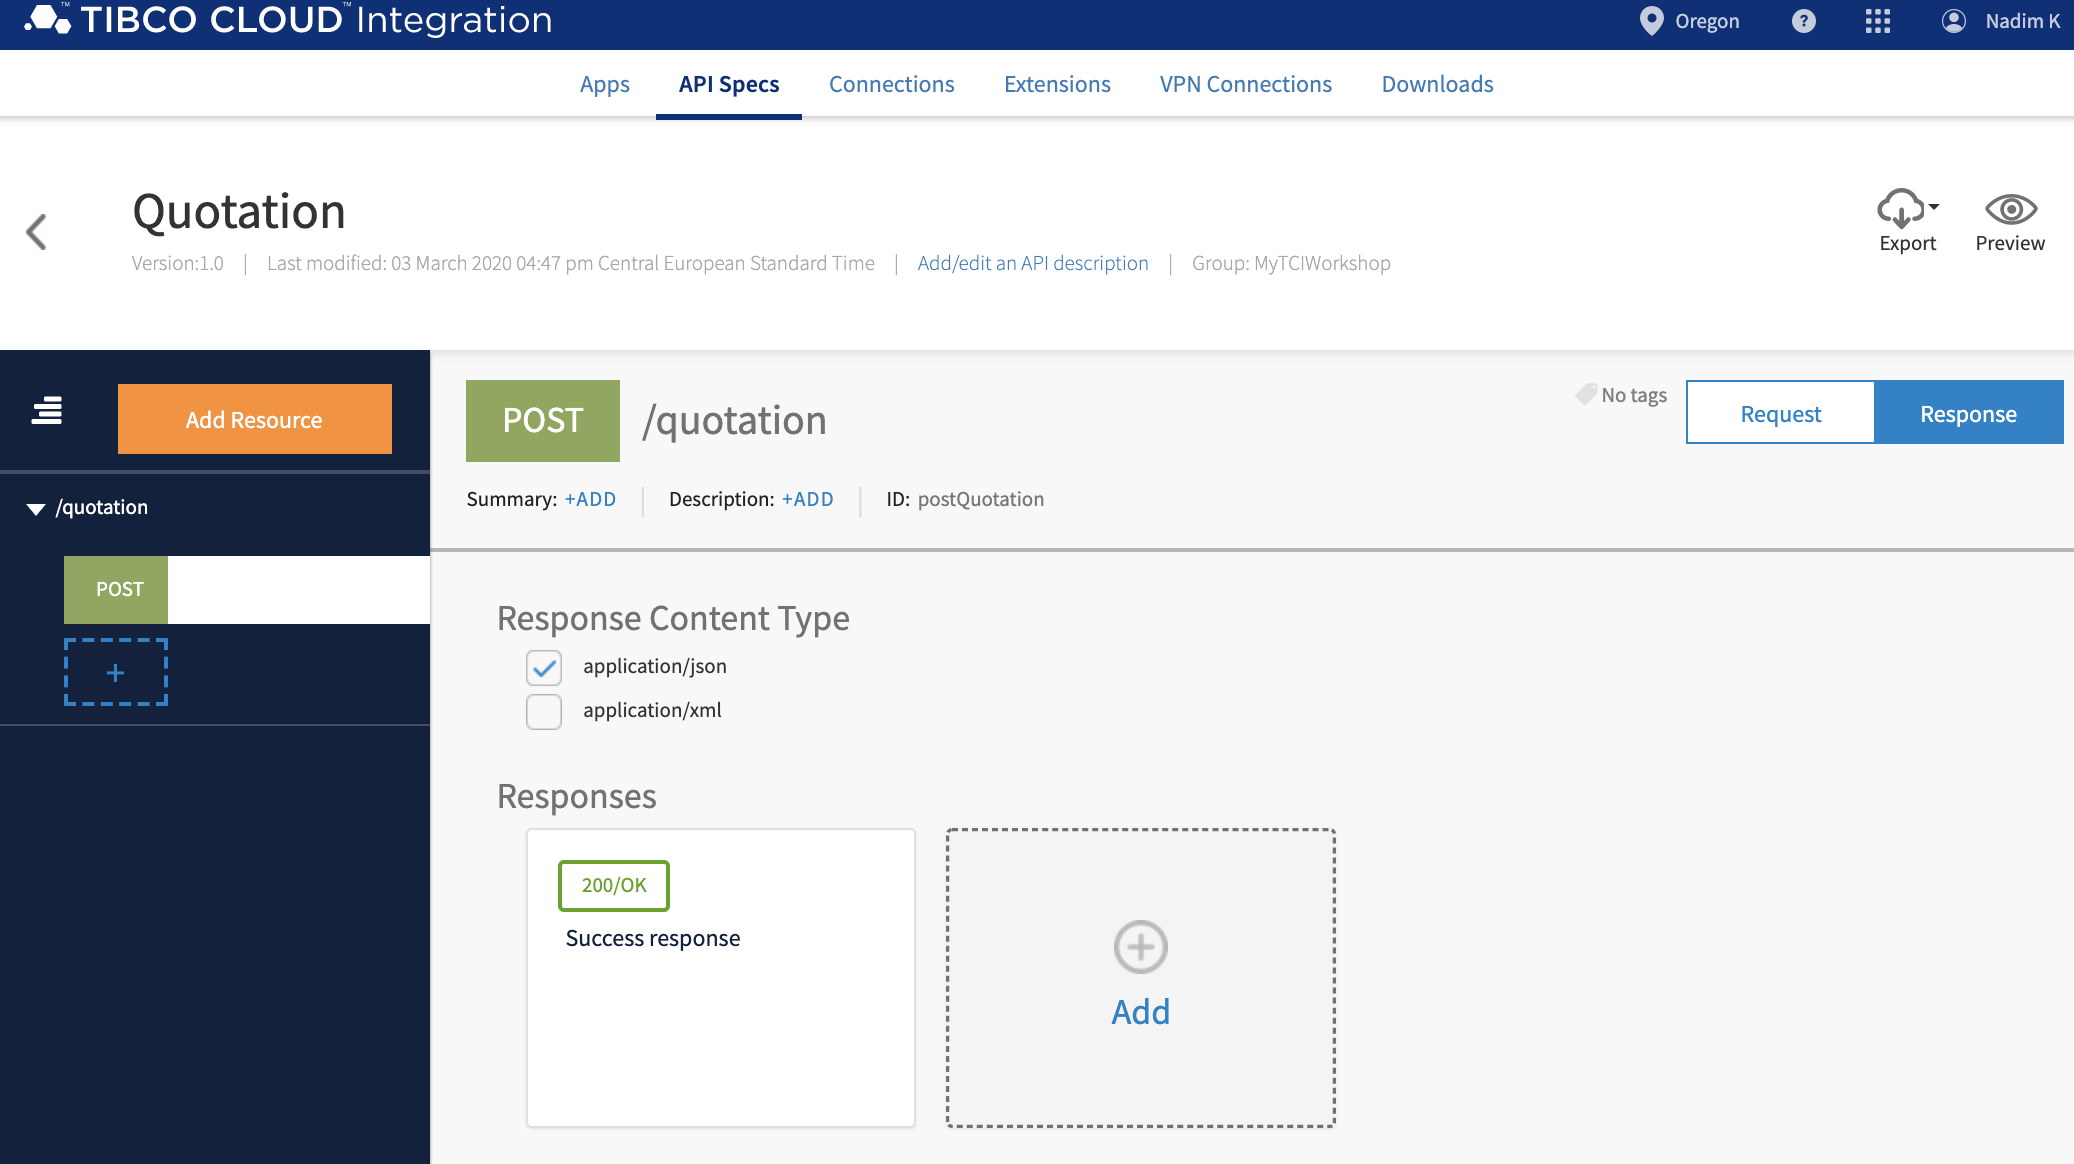 TIBCO CLOUD™ Integration
Oregon
?
Nadim K
Apps
API Specs
Connections
Extensions
VPN Connections
Downloads
Quotation
Export
Preview
Version:1.0 | Last modified: 03 March 2020 04:47 pm Central European Standard Time | Add/edit an API description | Group: MyTCIWorkshop
Add Resource
/quotation
POST
+
POST /quotation
No tags
Request
Response
Summary: +ADD | Description: +ADD | ID: postQuotation
Response Content Type
application/json
application/xml
Responses
200/OK
Success response
Add